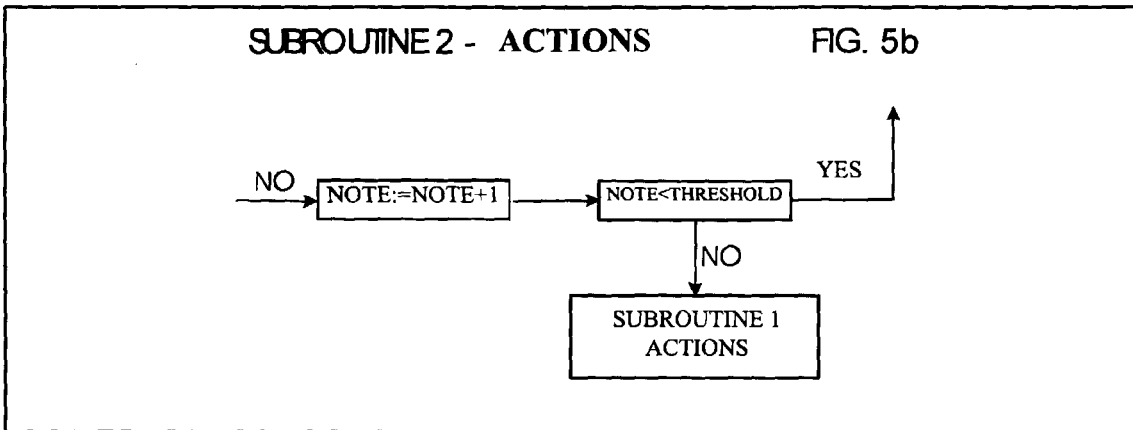 SUBROUTINE 2 - ACTIONS FIG. 5b
YES
NO
NOTE:=NOTE+1
NOTE<THRESHOLD
NO
SUBROUTINE 1
ACTIONS